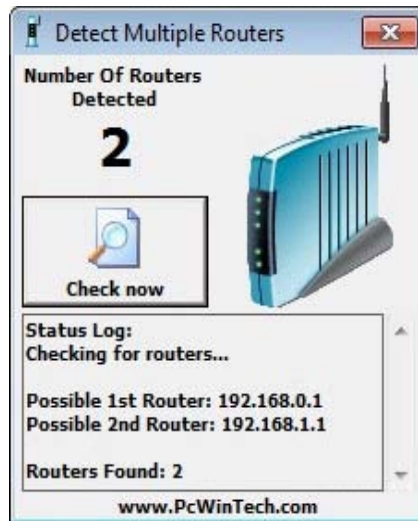 Detect Multiple Routers
Number Of Routers
Detected
2
Check now
Status Log:
Checking for routers...
Possible 1st Router: 192.168.0.1
Possible 2nd Router: 192.168.1.1
Routers Found: 2
www.PcWinTech.com